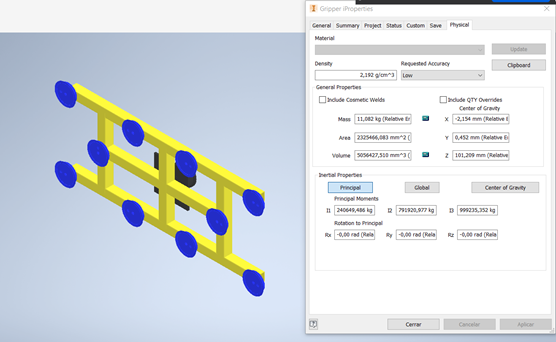 Gripper iProperties
General Summary Project Status Custom Save Physical
Material
Update
Density Requested Accuracy
Clipboard
2,192 g/cm^3 Low
General Properties
Include Cosmetic Welds Include QTY Overrides
Center of Gravity
Mass 11,082 kg (Relative Er X -2,154 mm (Relative E
Area 2325466,083 mm^2 ( Y 0,452 mm (Relative
Volume 5056427,510 mm^3 ( Z 101,209 mm (Relative
Inertial Properties
Principal Global Center of Gravity
Principal Moments
I1 240649,486 kg I2 791920,977 kg I3 999235,352 kg
Rotation to Principal
Rx -0,00 rad (Rela Ry -0,00 rad (Rela Rz -0,00 rad (Rela
? Cerrar Cancelar Aplicar